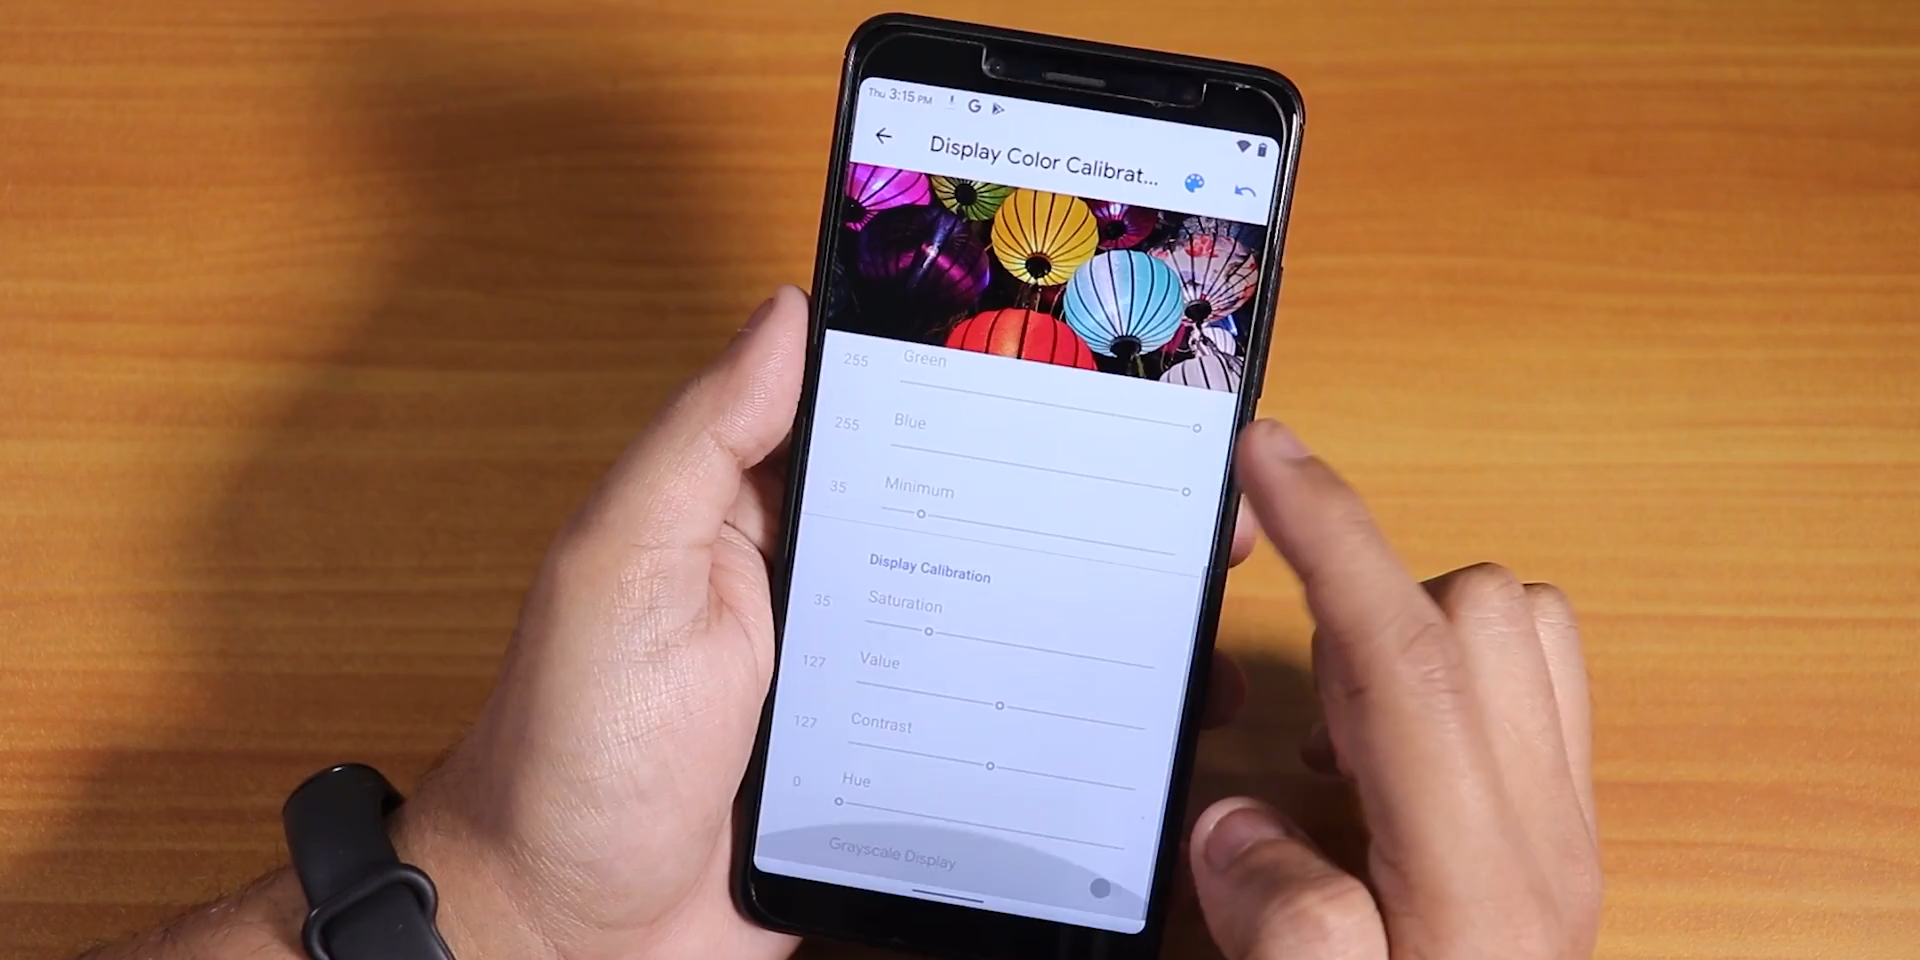 Thu 3:15 PM G
Display Color Calibrat...
255 Green
255 Blue
35 Minimum
Display Calibration
35 Saturation
127 Value
127 Contrast
0 Hue
Grayscale Display